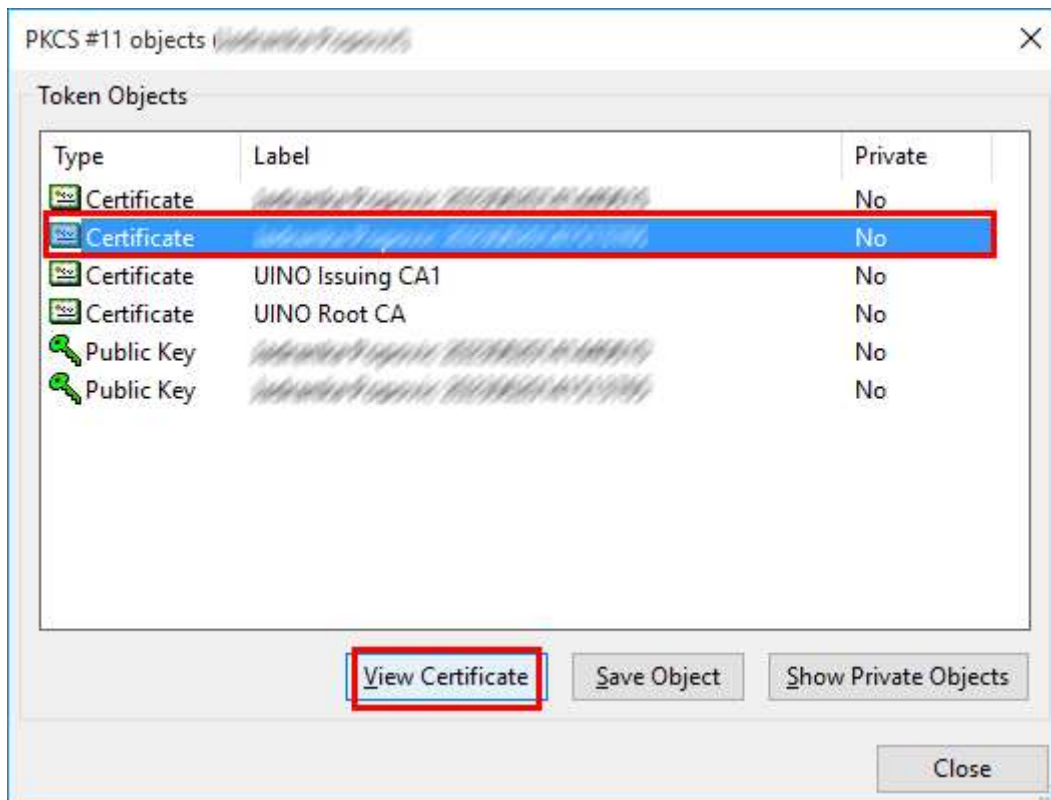 PKCS #11 objects (
Token Objects
Type Label Private
Certificate No
Certificate No
Certificate UINO Issuing CA1 No
Certificate UINO Root CA No
Public Key No
Public Key No
View Certificate Save Object Show Private Objects
Close